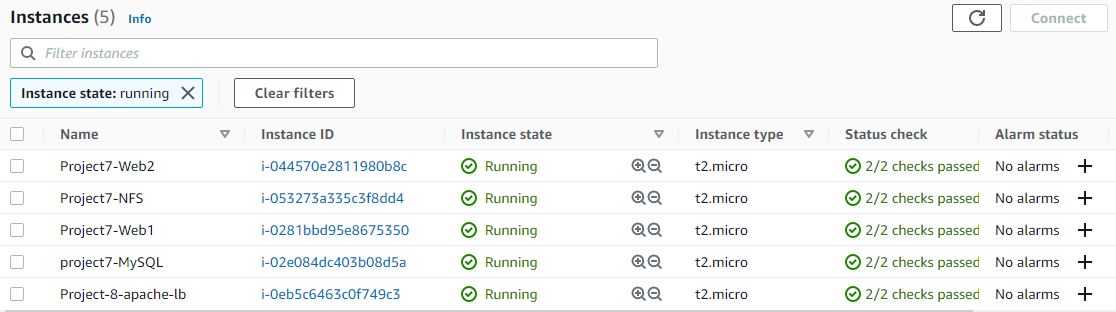 Instances (5) Info
Connect
Filter instances
Instance state: running
Clear filters
Name Instance ID Instance state Instance type Status check Alarm status
Project7-Web2 i-044570e2811980b8c Running t2.micro 2/2 checks passed No alarms +
Project7-NFS i-053273a335c3f8dd4 Running t2.micro 2/2 checks passed No alarms +
Project7-Web1 i-0281bbd95e8675350 Running t2.micro 2/2 checks passed No alarms +
project7-MySQL i-02e084dc403b08d5a Running t2.micro 2/2 checks passed No alarms +
Project-8-apache-lb i-0eb5c6463c0f749c3 Running t2.micro 2/2 checks passed No alarms +